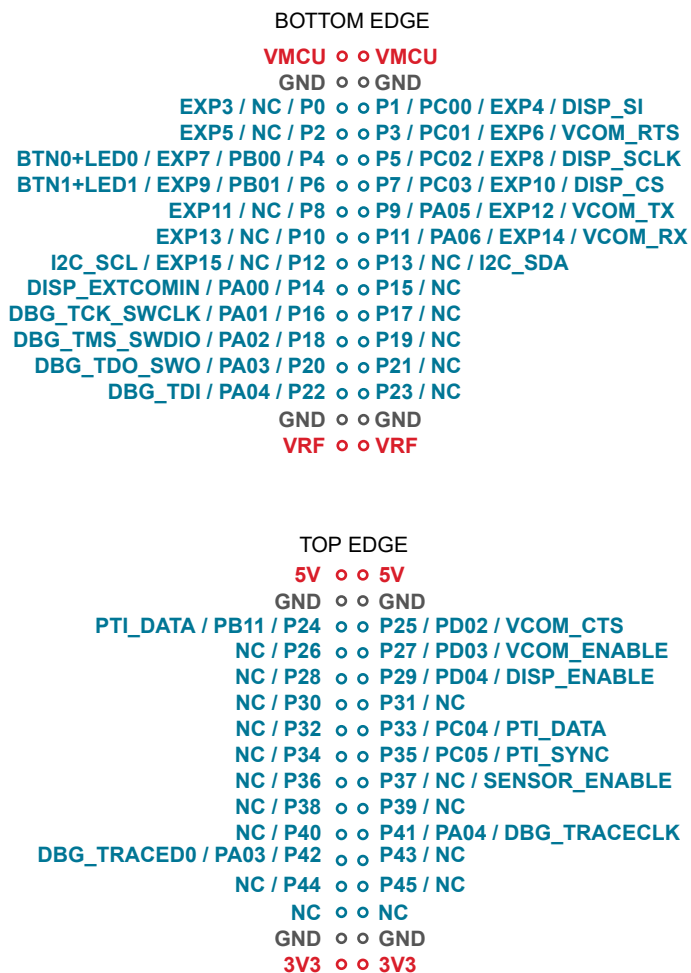 BOTTOM EDGE
VMCU VMCU
GND GND
EXP3 / NC / P0 P1 / PC00 / EXP4 / DISP_SI
EXP5 / NC / P2 P3 / PC01 / EXP6 / VCOM_RTS
BTN0+LED0 / EXP7 / PB00 / P4 P5 / PC02 / EXP8 / DISP_SCLK
BTN1+LED1 / EXP9 / PB01 / P6 P7 / PC03 / EXP10 / DISP_CS
EXP11 / NC / P8 P9 / PA05 / EXP12 / VCOM_TX
EXP13 / NC / P10 P11 / PA06 / EXP14 / VCOM_RX
I2C_SCL / EXP15 / NC / P12 P13 / NC / I2C_SDA
DISP_EXTCOMIN / PA00 / P14 P15 / NC
DBG_TCK_SWCLK / PA01 / P16 P17 / NC
DBG_TMS_SWDIO / PA02 / P18 P19 / NC
DBG_TDO_SWO / PA03 / P20 P21 / NC
DBG_TDI / PA04 / P22 P23 / NC
GND GND
VRF VRF
TOP EDGE
5V 5V
GND GND
PTI_DATA / PB11 / P24 P25 / PD02 / VCOM_CTS
NC / P26 P27 / PD03 / VCOM_ENABLE
NC / P28 P29 / PD04 / DISP_ENABLE
NC / P30 P31 / NC
NC / P32 P33 / PC04 / PTI_DATA
NC / P34 P35 / PC05 / PTI_SYNC
NC / P36 P37 / NC / SENSOR_ENABLE
NC / P38 P39 / NC
NC / P40 P41 / PA04 / DBG_TRACECLK
DBG_TRACED0 / PA03 / P42 P43 / NC
NC / P44 P45 / NC
NC NC
GND GND
3V3 3V3